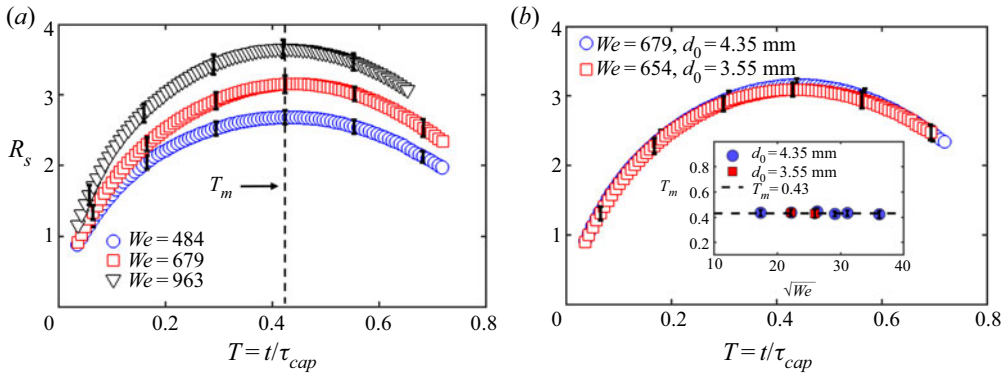 (a)
4
3
R_s
2
1
T_m
We = 484
We = 679
We = 963
0
0.2
0.4
0.6
0.8
T = t/τ_cap
(b)
4
3
2
1
We = 679, d_0 = 4.35 mm
We = 654, d_0 = 3.55 mm
d_0 = 4.35 mm
d_0 = 3.55 mm
T_m = 0.43
T_m
0.8
0.6
0.4
0.2
10
20
30
40
√We
0
0.2
0.4
0.6
0.8
T = t/τ_cap